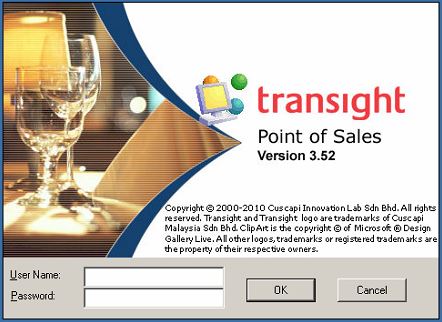 transight
Point of Sales
Version 3.52
Copyright © 2000-2010 Cuscapi Innovation Lab Sdn Bhd. All rights
reserved. Transight and Transight logo are trademarks of Cuscapi
Malaysia Sdn Bhd. ClipArt is the copyright © of Microsoft ® Design
Gallery Live. All other logos, trademarks or registered trademarks are
the property of their respective owners.
User Name:
Password:
OK
Cancel